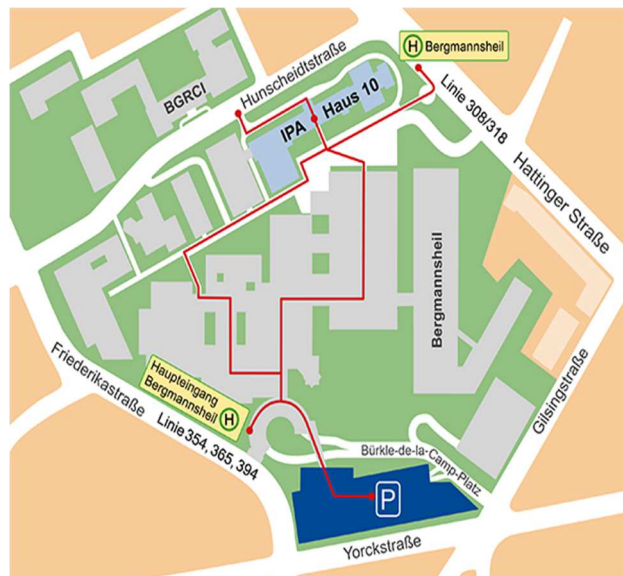 H Bergmannsheil
Hunscheidtstraße
BGRCI
IPA Haus 10
Linie 308/318
Hattinger Straße
Bergmannsheil
Haupteingang
Bergmannsheil H
Friederikastraße
Linie 354, 365, 394
Gilsingstraße
Bürkle-de-la-Camp-Platz
P
Yorckstraße